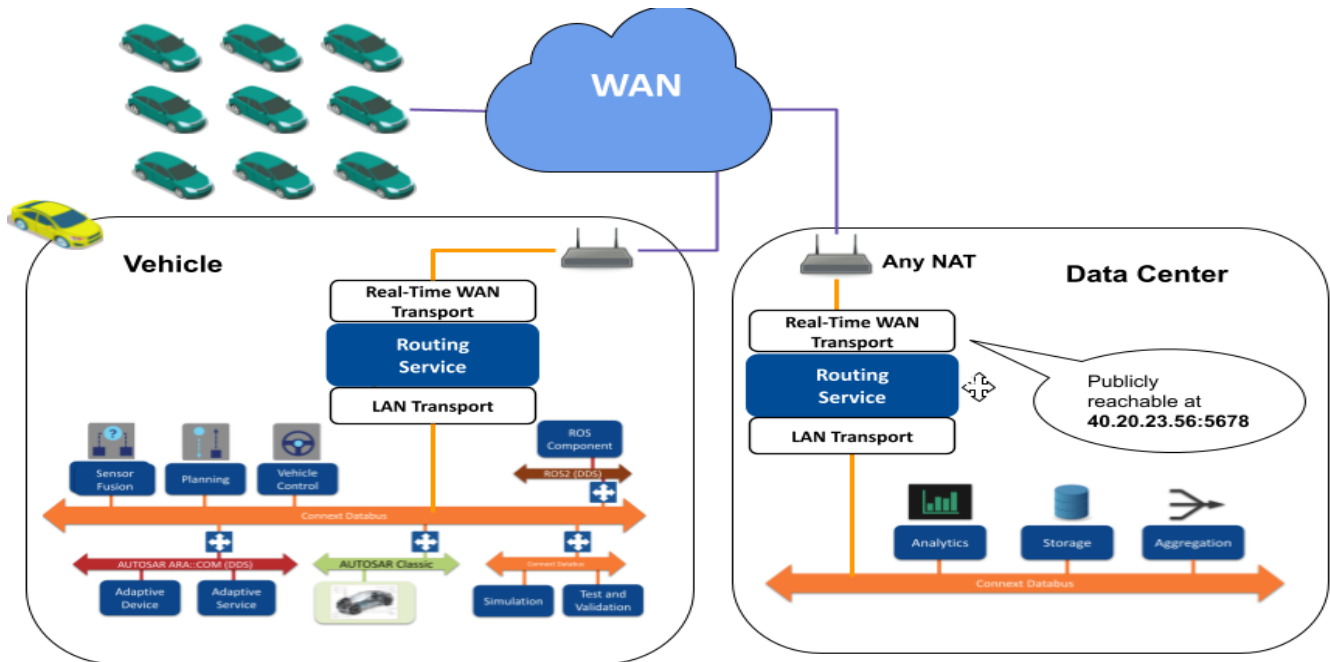 WAN
Vehicle
Real-Time WAN
Transport
Routing
Service
LAN Transport
Sensor
Fusion
?
Planning
Vehicle
Control
ROS
Component
ROS2 (DDS)
Connext Databus
AUTOSAR ARA::COM (DDS)
Adaptive
Device
Adaptive
Service
AUTOSAR Classic
Connext Databus
Simulation
Test and
Validation
Any NAT
Data Center
Real-Time WAN
Transport
Routing
Service
LAN Transport
Publicly
reachable at
40.20.23.56:5678
Analytics
Storage
Aggregation
Connext Databus